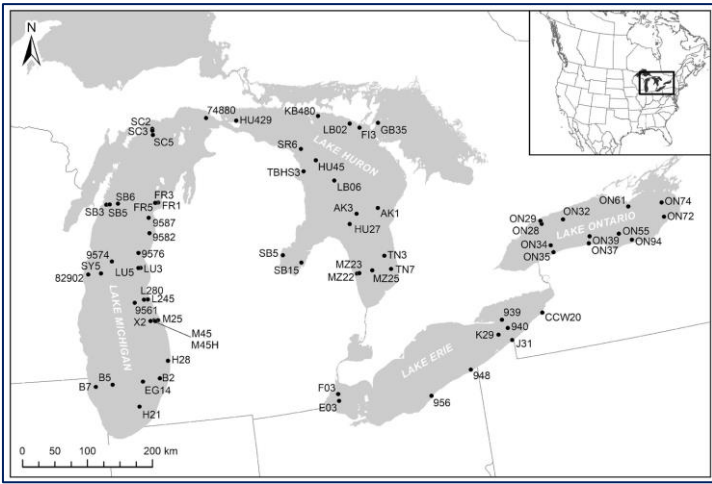 N
74880
SC2
SC3
SC5
HU429
KB480
LB02
FI3
GB35
SR6
LAKE HURON
HU45
TBHS3
LB06
SB6
SB3
SB5
FR3
FR5
FR1
9587
9582
AK3
AK1
HU27
ON61
ON74
ON32
ON29
ON28
ON72
LAKE ONTARIO
ON55
ON39
ON94
ON34
ON37
ON35
9574
9576
SY5
82902
LU5
LU3
SB5
SB15
TN3
MZ23
TN7
MZ22
MZ25
L280
L245
9561
X2
M25
M45
M45H
LAKE MICHIGAN
939
CCW20
940
K29
J31
LAKE ERIE
H28
948
B5
B2
B7
EG14
F03
E03
956
H21
0 50 100 200 km